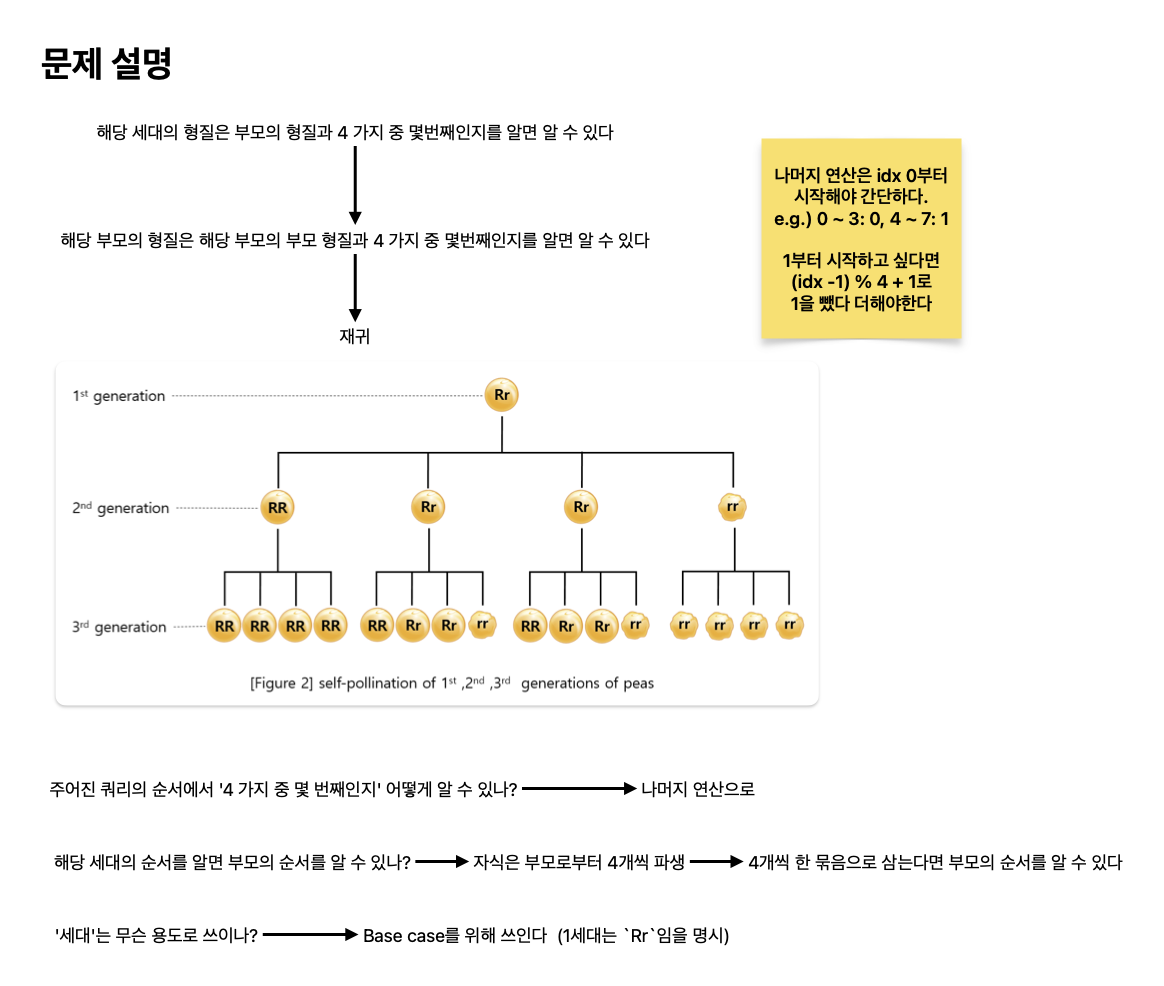 문제 설명
해당 세대의 형질은 부모의 형질과 4 가지 중 몇번째인지를 알면 알 수 있다
해당 부모의 형질은 해당 부모의 부모 형질과 4 가지 중 몇번째인지를 알면 알 수 있다
재귀
나머지 연산은 idx 0부터
시작해야 간단하다.
e.g.) 0 ~ 3: 0, 4 ~ 7: 1
1부터 시작하고 싶다면
(idx -1) % 4 + 1로
1을 뺐다 더해야한다
1st generation Rr
2nd generation RR Rr Rr rr
3rd generation RR RR RR RR RR Rr Rr rr RR Rr Rr rr rr rr rr rr
[Figure 2] self-pollination of 1st ,2nd ,3rd generations of peas
주어진 쿼리의 순서에서 '4 가지 중 몇 번째인지' 어떻게 알 수 있나? 나머지 연산으로
해당 세대의 순서를 알면 부모의 순서를 알 수 있나? 자식은 부모로부터 4개씩 파생 4개씩 한 묶음으로 삼는다면 부모의 순서를 알 수 있다
'세대'는 무슨 용도로 쓰이나? Base case를 위해 쓰인다 (1세대는 `Rr`임을 명시)